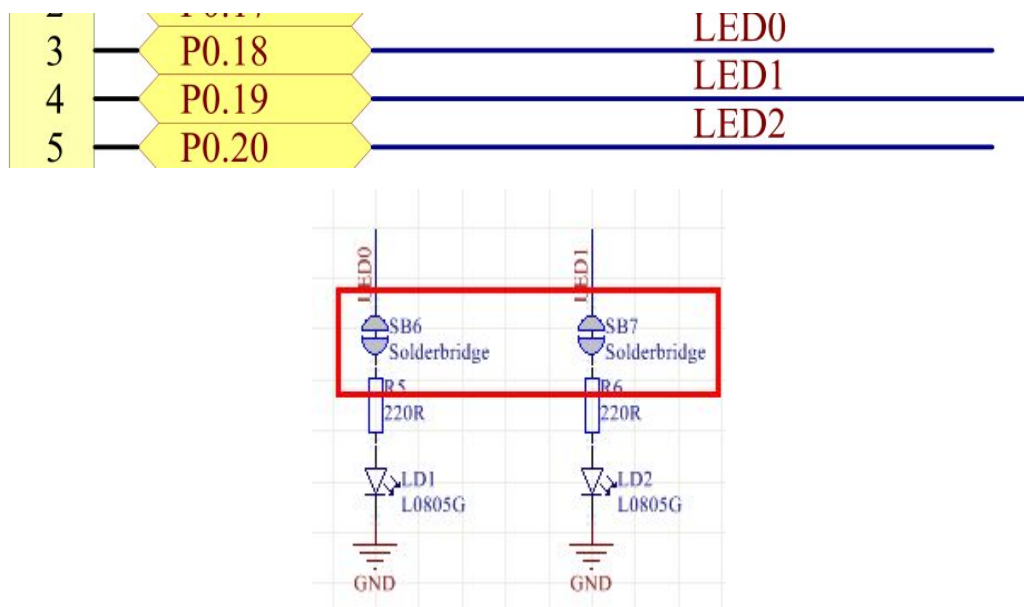 3 P0.18 LED0
4 P0.19 LED1
5 P0.20 LED2
LED0 LED1
SB6 SB7
Solderbridge Solderbridge
R5 R6
220R 220R
LD1 LD2
L0805G L0805G
GND GND